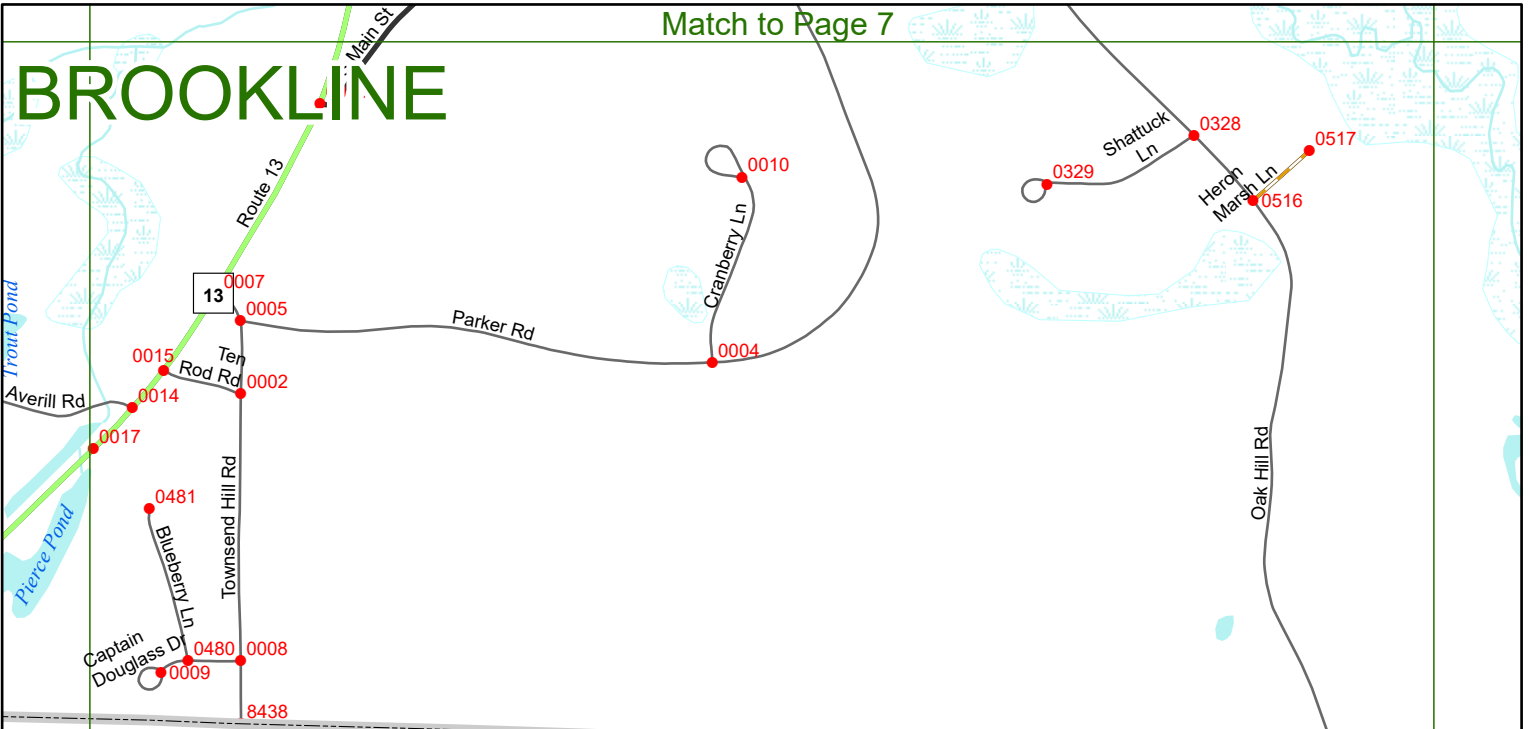 Match to Page 7
Main St
BROOKLINE
Route 13
0010
Shattuck
Ln
0328
0517
0329
Heron
Marsh Ln
0516
Cranberry Ln
0007
13
0005
Trout Pond
Parker Rd
0004
0015
Ten
Rod Rd
0002
Averill Rd
0014
0017
0481
Townsend Hill Rd
Oak Hill Rd
Pierce Pond
Blueberry Ln
Captain
Douglass Dr
0480
0008
0009
8438